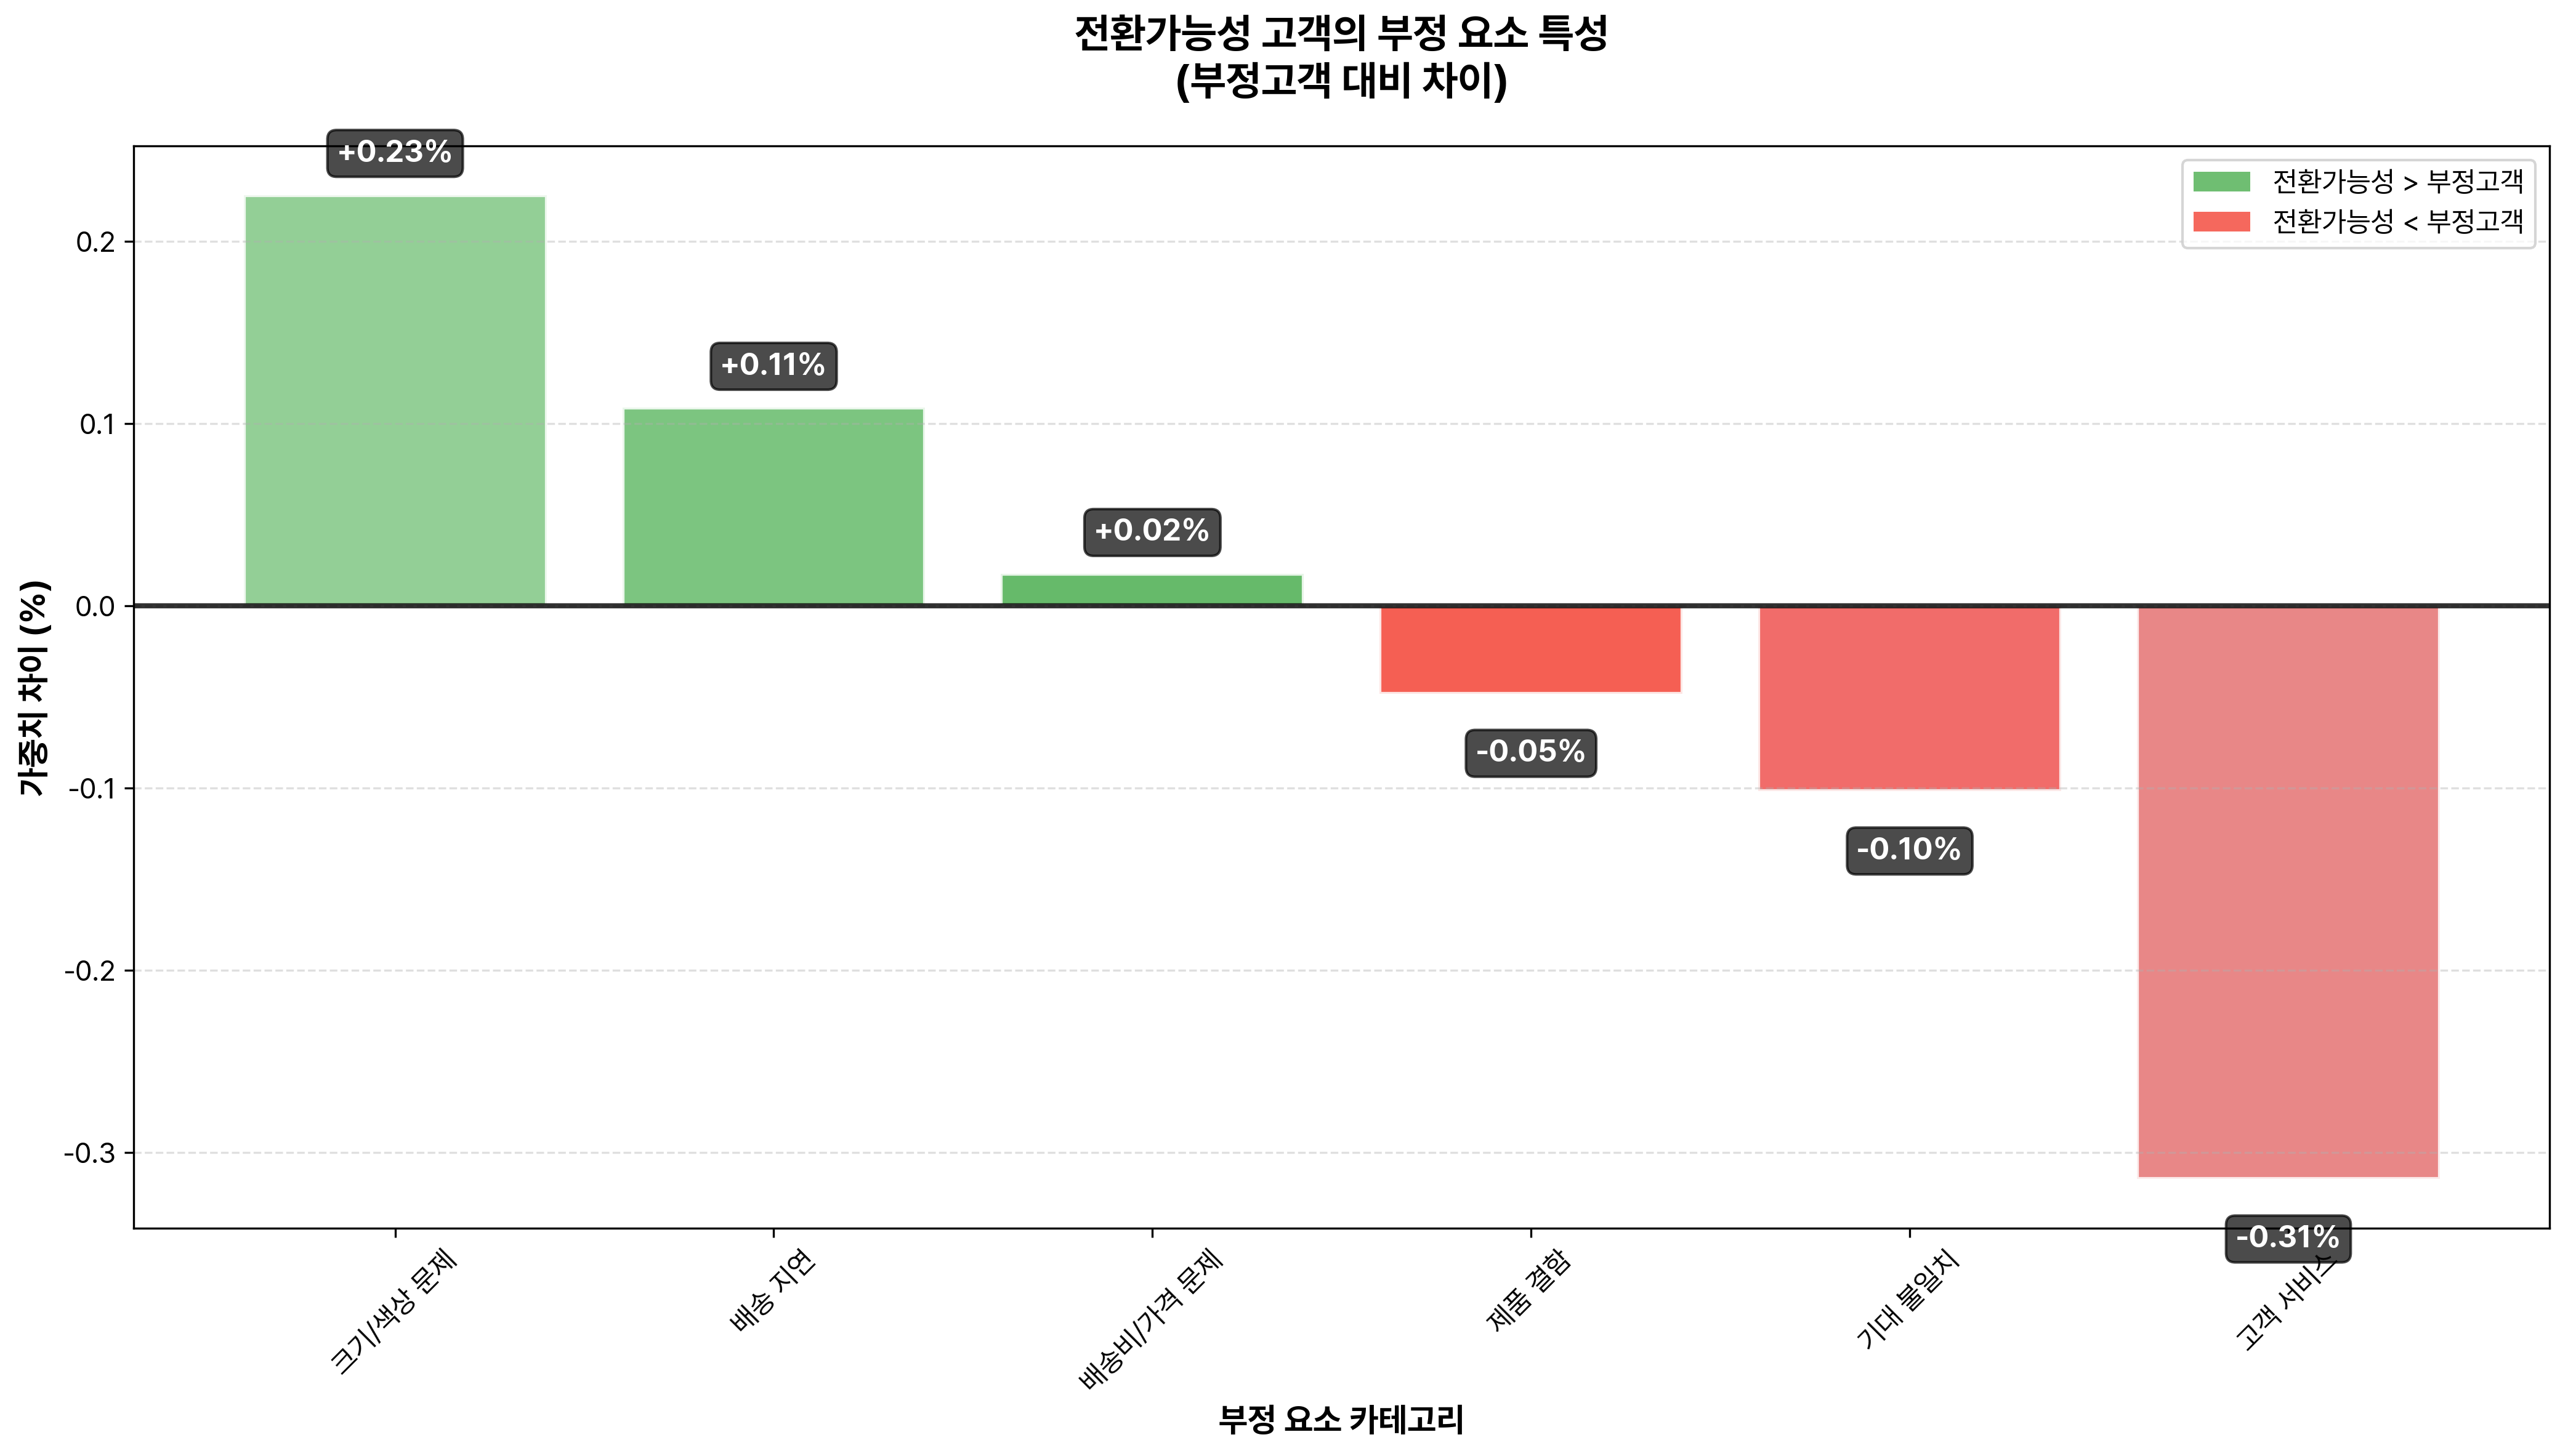 전환가능성 고객의 부정 요소 특성
(부정고객 대비 차이)
전환가능성 > 부정고객
전환가능성 < 부정고객
가중치 차이 (%)
0.2
0.1
0.0
-0.1
-0.2
-0.3
+0.23%
+0.11%
+0.02%
-0.05%
-0.10%
-0.31%
크기/색상 문제
배송 지연
배송비/가격 문제
제품 결함
기대 불일치
고객 서비스
부정 요소 카테고리